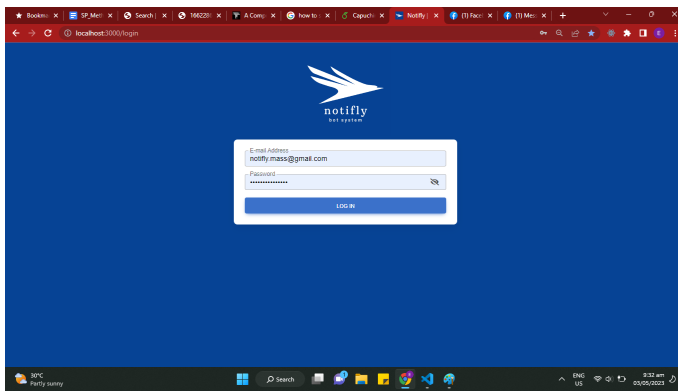 Bookma
SP_Meth
Search |
166228
A Comp
how to s
Capuch
Notifly |
(1) Face
(1) Mes
localhost:3000/login
notifly
bot system
E-mail Address
notifly.mass@gmail.com
Password
LOG IN
30°C
Partly sunny
Search
ENG
US
9:32 am
03/05/2023